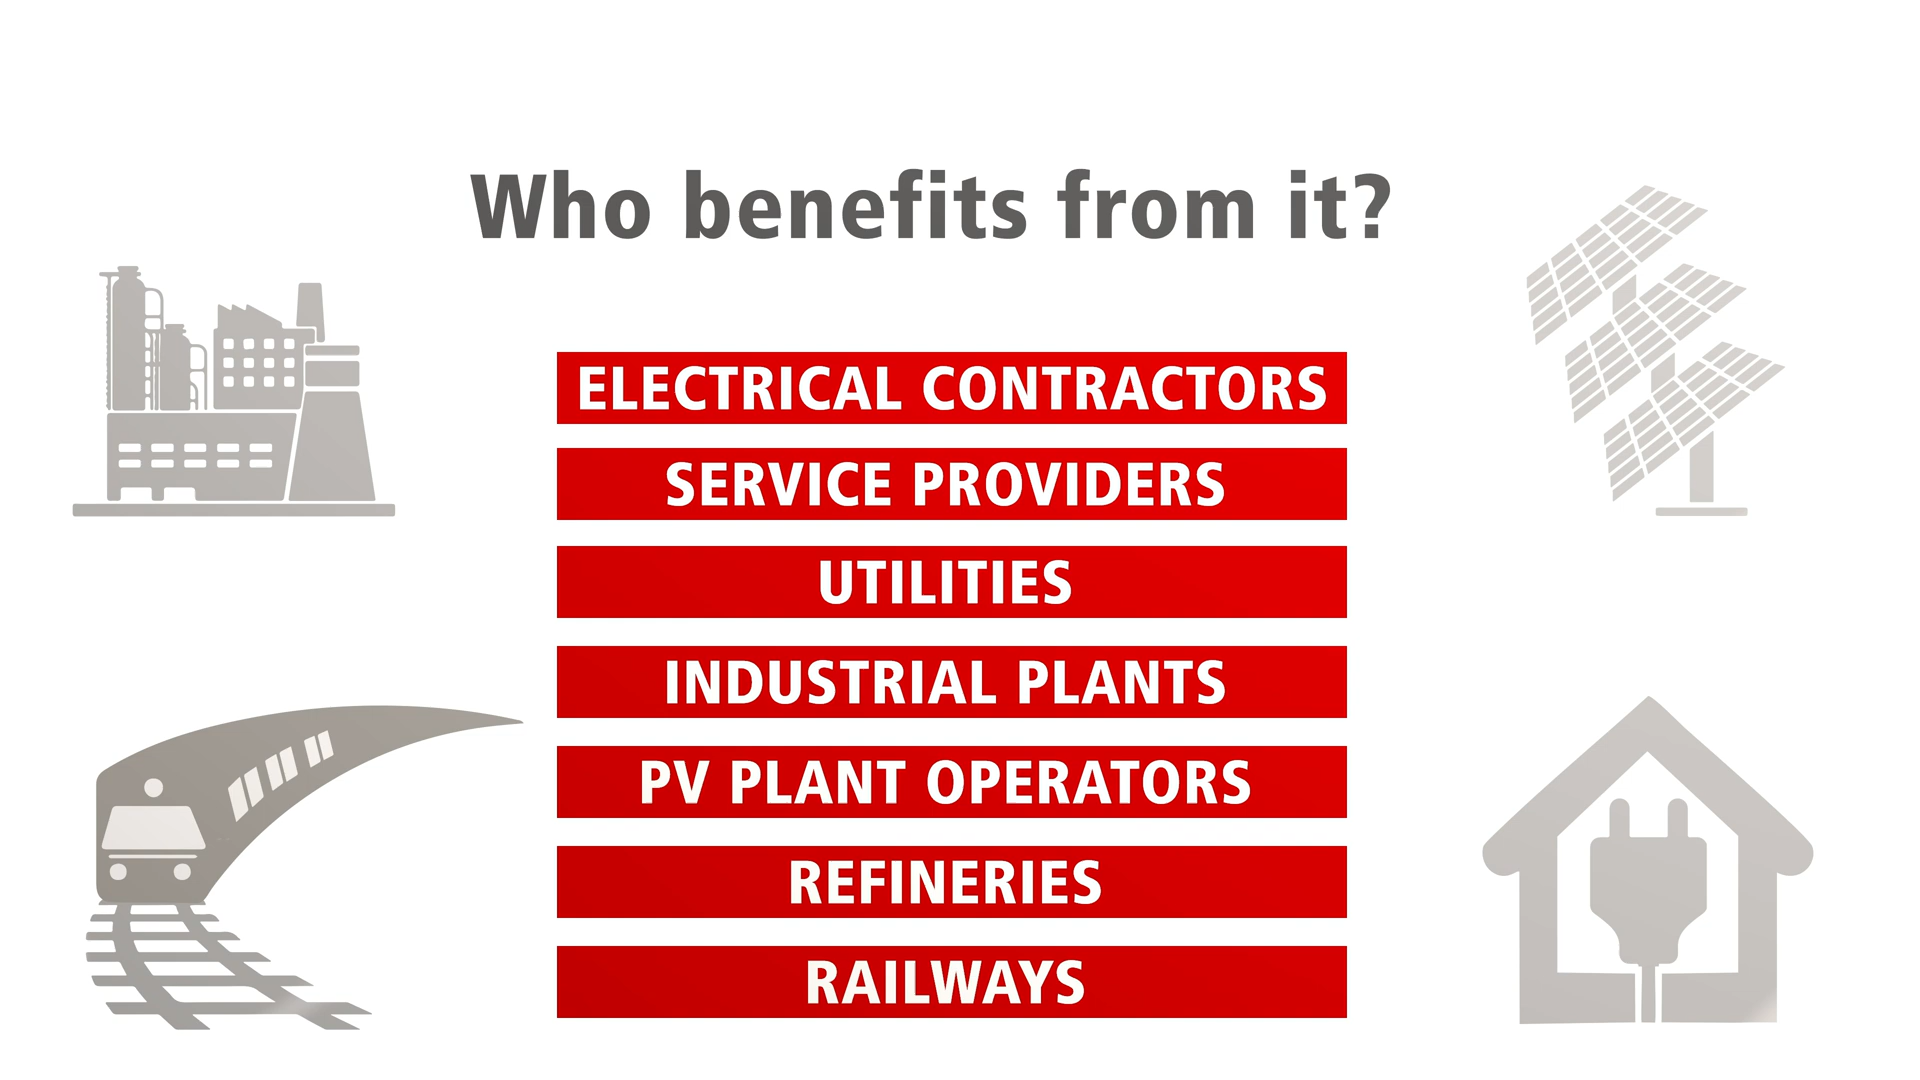 Who benefits from it?
ELECTRICAL CONTRACTORS
SERVICE PROVIDERS
UTILITIES
INDUSTRIAL PLANTS
PV PLANT OPERATORS
REFINERIES
RAILWAYS